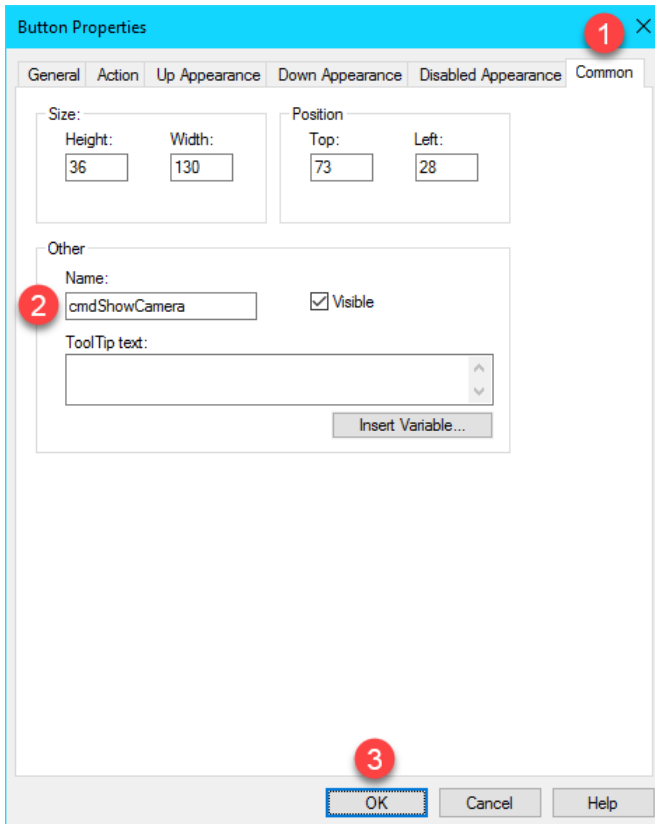 Button Properties
1
General Action Up Appearance Down Appearance Disabled Appearance Common
Size: Position
Height: Width: Top: Left:
36 130 73 28
Other
Name:
2 cmdShowCamera Visible
ToolTip text:
Insert Variable...
3
OK Cancel Help